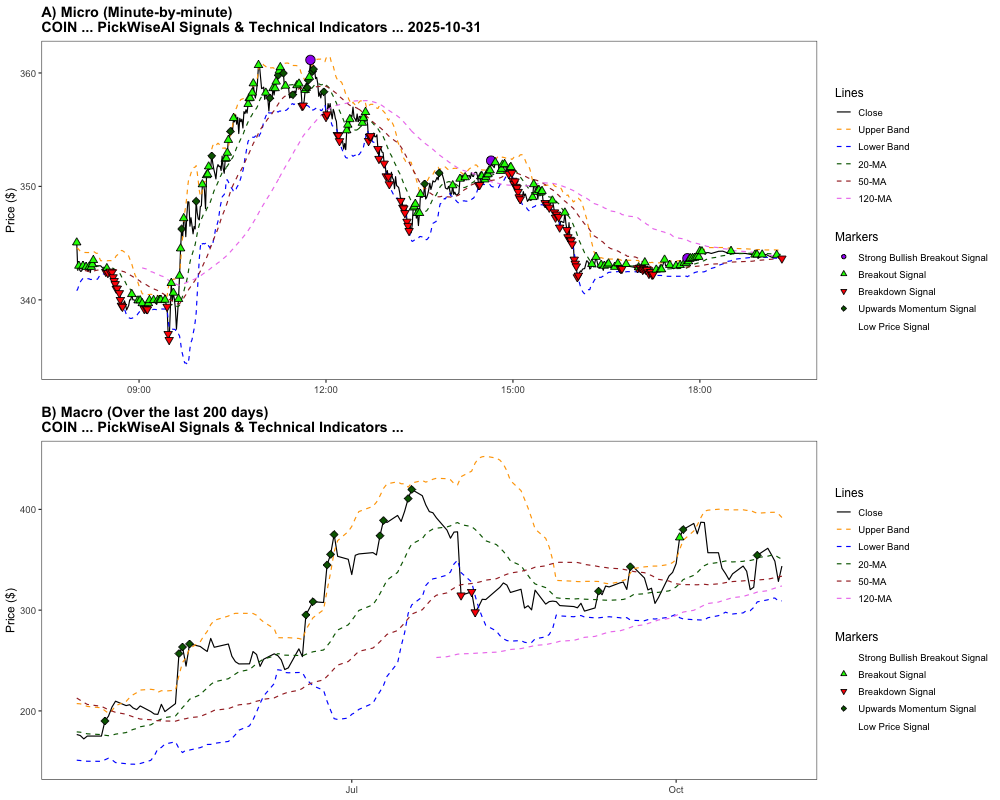 A) Micro (Minute-by-minute)
COIN ... PickWiseAI Signals & Technical Indicators ... 2025-10-31
Price ($)
360
350
340
09:00
12:00
15:00
18:00
Lines
Close
Upper Band
Lower Band
20-MA
50-MA
120-MA
Markers
Strong Bullish Breakout Signal
Breakout Signal
Breakdown Signal
Upwards Momentum Signal
Low Price Signal
B) Macro (Over the last 200 days)
COIN ... PickWiseAI Signals & Technical Indicators ...
Price ($)
400
300
200
Jul
Oct
Lines
Close
Upper Band
Lower Band
20-MA
50-MA
120-MA
Markers
Strong Bullish Breakout Signal
Breakout Signal
Breakdown Signal
Upwards Momentum Signal
Low Price Signal